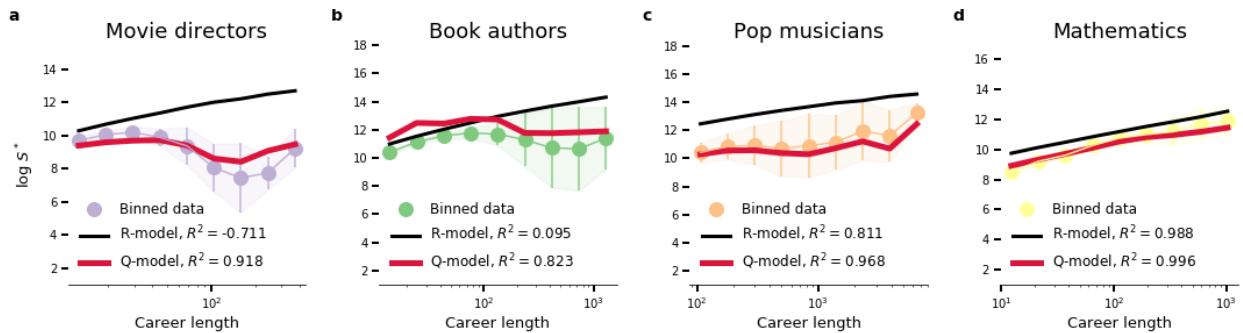 a
Movie directors
14
12
10
8
6
4
2
log S*
Binned data
R-model, R² = -0.711
Q-model, R² = 0.918
10²
Career length
b
Book authors
18
16
14
12
10
8
6
4
2
Binned data
R-model, R² = 0.095
Q-model, R² = 0.823
10² 10³
Career length
c
Pop musicians
18
16
14
12
10
8
6
4
2
Binned data
R-model, R² = 0.811
Q-model, R² = 0.968
10² 10³
Career length
d
Mathematics
16
14
12
10
8
6
4
2
Binned data
R-model, R² = 0.988
Q-model, R² = 0.996
10¹ 10² 10³
Career length